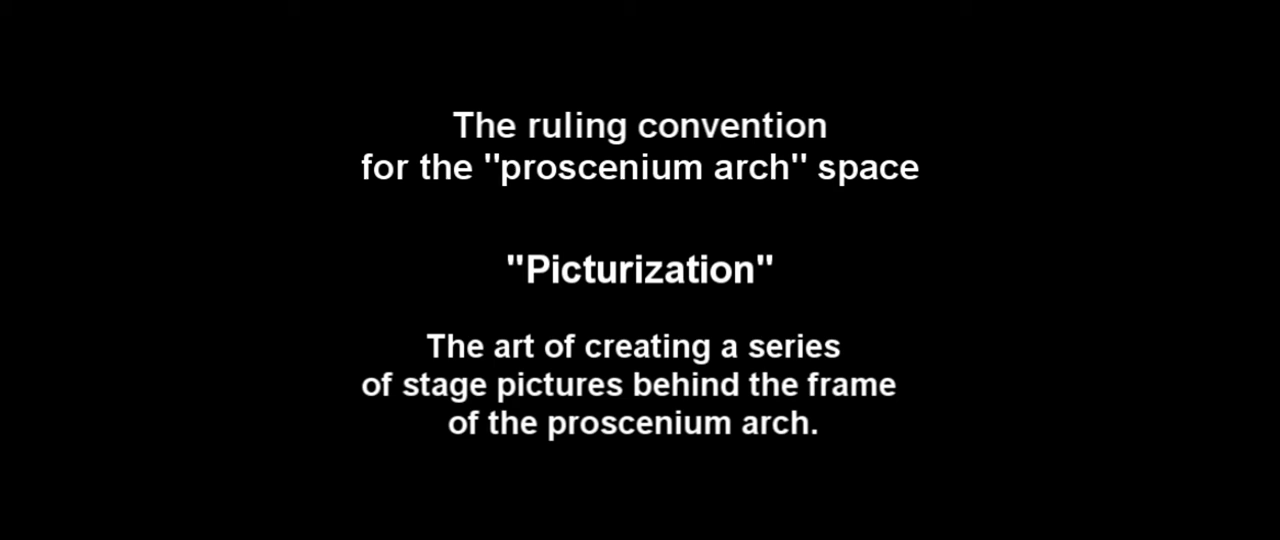 The ruling convention
for the "proscenium arch" space
"Picturization"
The art of creating a series
of stage pictures behind the frame
of the proscenium arch.